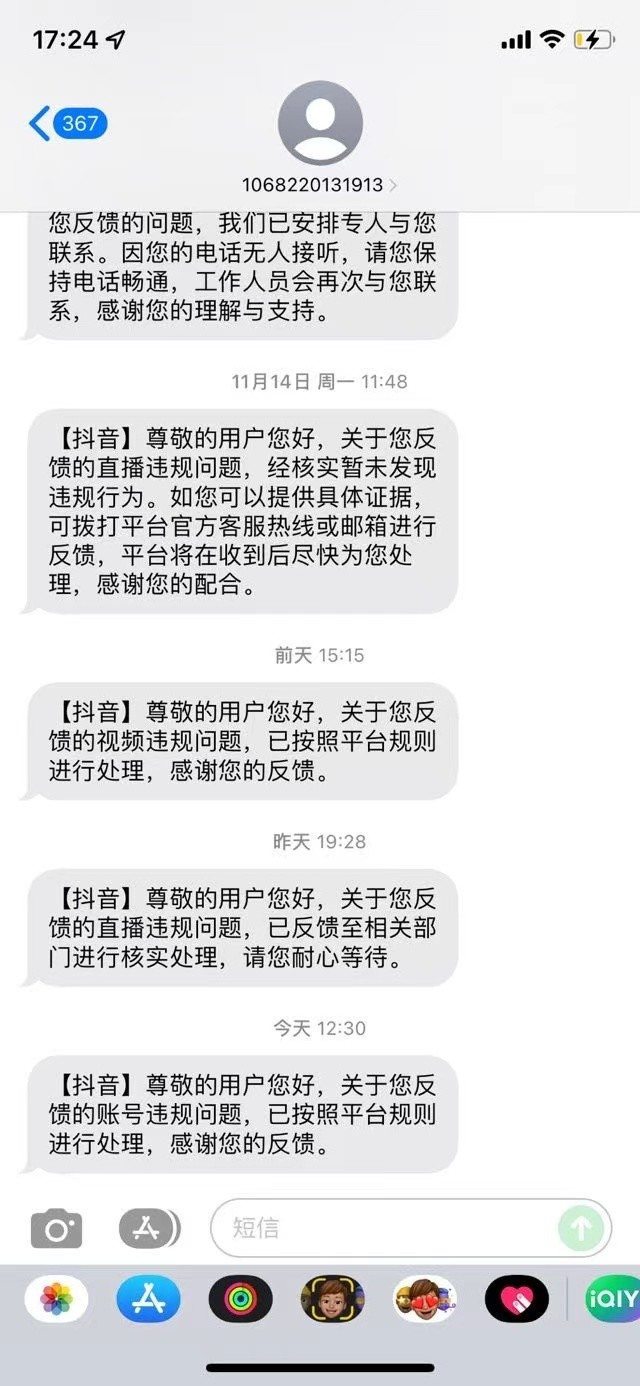 17:24
367
1068220131913
您反馈的问题，我们已安排专人与您
联系。因您的电话无人接听，请您保
持电话畅通，工作人员会再次与您联
系，感谢您的理解与支持。
11月14日 周一 11:48
【抖音】尊敬的用户您好，关于您反
馈的直播违规问题，经核实暂未发现
违规行为。如您可以提供具体证据，
可拨打平台官方客服热线或邮箱进行
反馈，平台将在收到后尽快为您处
理，感谢您的配合。
前天 15:15
【抖音】尊敬的用户您好，关于您反
馈的视频违规问题，已按照平台规则
进行处理，感谢您的反馈。
昨天 19:28
【抖音】尊敬的用户您好，关于您反
馈的直播违规问题，已反馈至相关部
门进行核实处理，请您耐心等待。
今天 12:30
【抖音】尊敬的用户您好，关于您反
馈的账号违规问题，已按照平台规则
进行处理，感谢您的反馈。
短信
iQIY